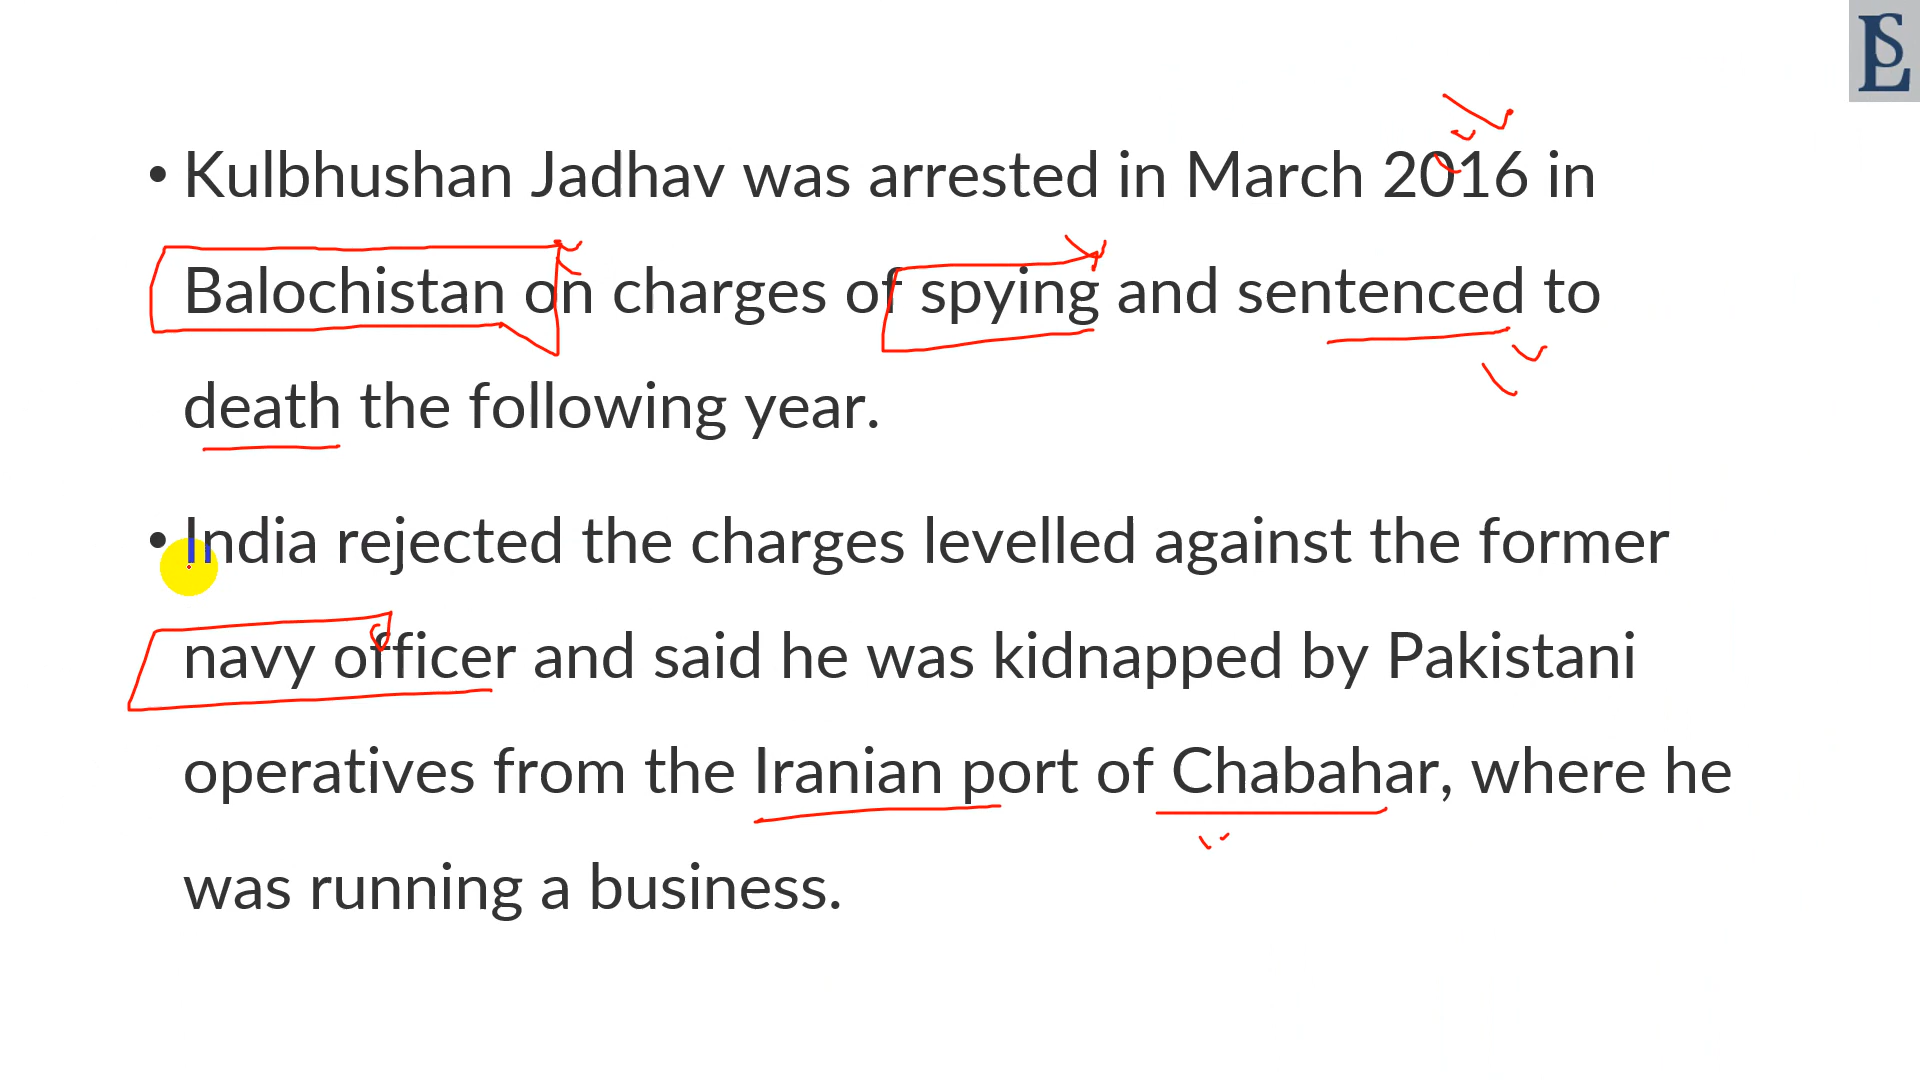 • Kulbhushan Jadhav was arrested in March 2016 in
Balochistan on charges of spying and sentenced to
death the following year.
• India rejected the charges levelled against the former
navy officer and said he was kidnapped by Pakistani
operatives from the Iranian port of Chabahar, where he
was running a business.